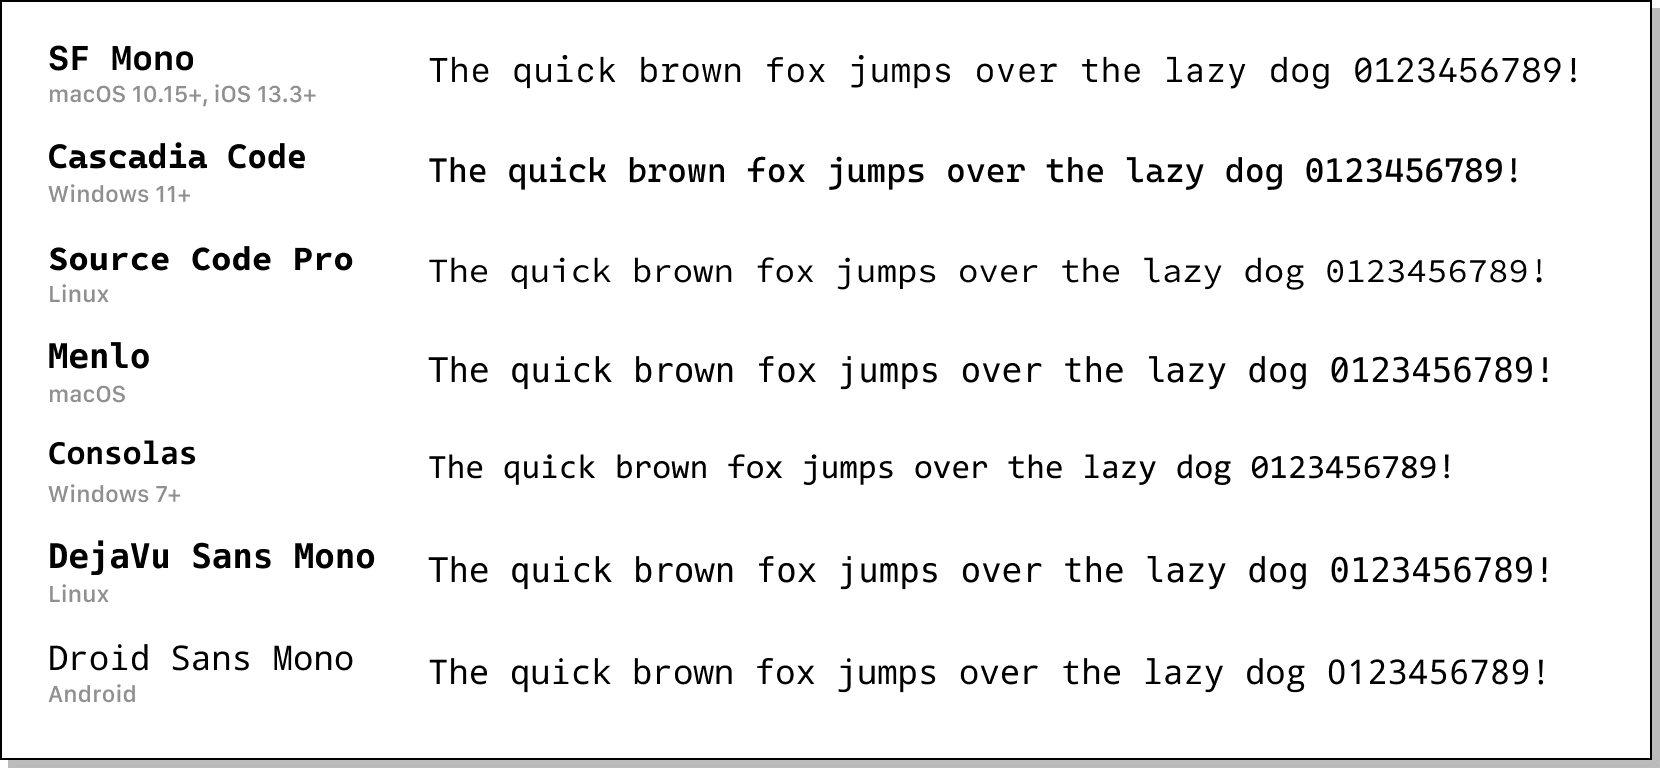 SF Mono
The quick brown fox jumps over the lazy dog 0123456789!
macOS 10.15+, iOS 13.3+
Cascadia Code
The quick brown fox jumps over the lazy dog 0123456789!
Windows 11+
Source Code Pro
The quick brown fox jumps over the lazy dog 0123456789!
Linux
Menlo
The quick brown fox jumps over the lazy dog 0123456789!
macOS
Consolas
The quick brown fox jumps over the lazy dog 0123456789!
Windows 7+
DejaVu Sans Mono
The quick brown fox jumps over the lazy dog 0123456789!
Linux
Droid Sans Mono
The quick brown fox jumps over the lazy dog 0123456789!
Android